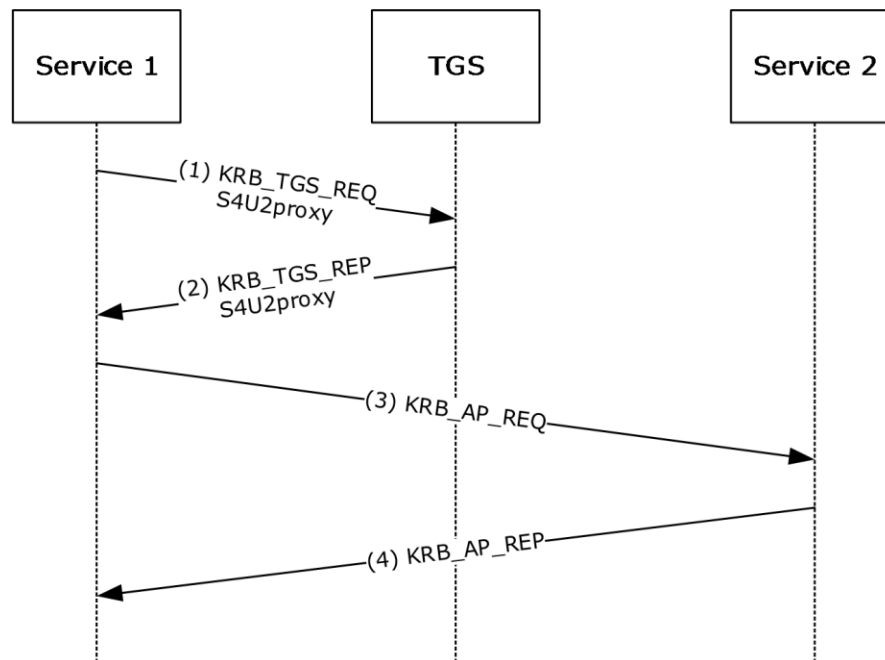 Service 1
TGS
Service 2
(1) KRB_TGS_REQ
S4U2proxy
(2) KRB_TGS_REP
S4U2proxy
(3) KRB_AP_REQ
(4) KRB_AP_REP